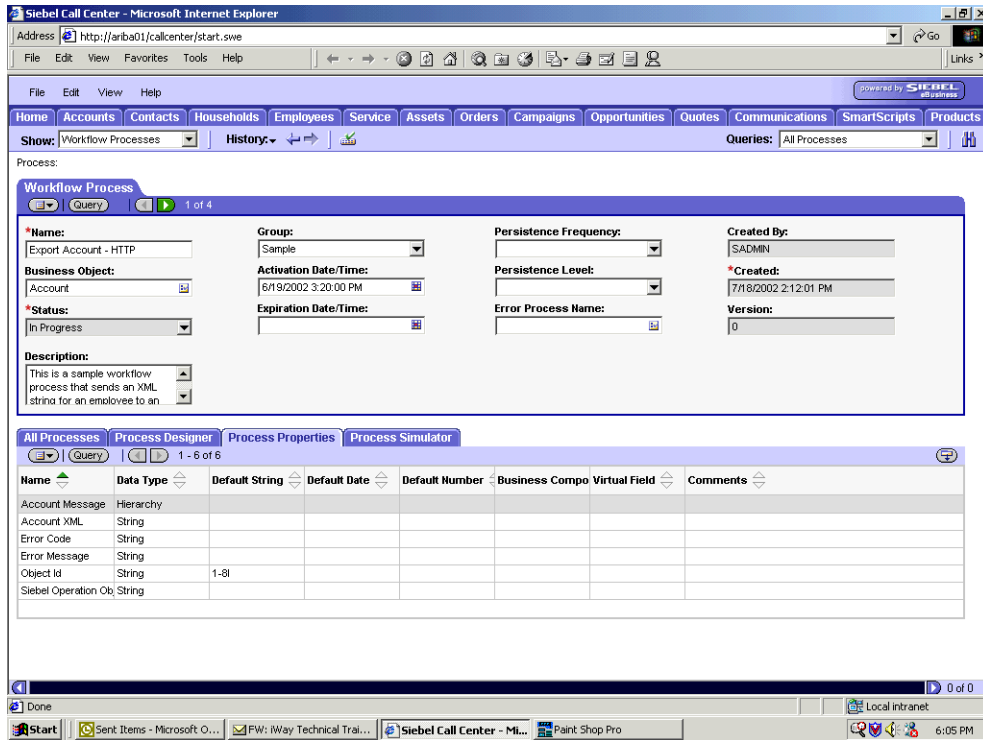 Siebel Call Center - Microsoft Internet Explorer
Address http://ariba01/callcenter/start.swe Go
File Edit View Favorites Tools Help Links
File Edit View Help powered by SIEBEL eBusiness
Home Accounts Contacts Households Employees Service Assets Orders Campaigns Opportunities Quotes Communications SmartScripts Products
Show: Workflow Processes History: Queries: All Processes
Process:
Workflow Process
Query 1 of 4
*Name: Group: Persistence Frequency: Created By:
Export Account - HTTP Sample SADMIN
Business Object: Activation Date/Time: Persistence Level: *Created:
Account 6/19/2002 3:20:00 PM 7/18/2002 2:12:01 PM
*Status: Expiration Date/Time: Error Process Name: Version:
In Progress 0
Description:
This is a sample workflow
process that sends an XML
string for an employee to an
All Processes Process Designer Process Properties Process Simulator
Query 1 - 6 of 6
Name Data Type Default String Default Date Default Number Business Compo Virtual Field Comments
Account Message Hierarchy
Account XML String
Error Code String
Error Message String
Object Id String 1-8I
Siebel Operation Ob String
0 of 0
Done Local intranet
Start Sent Items - Microsoft O... FW: iWay Technical Trai... Siebel Call Center - Mi... Paint Shop Pro 6:05 PM